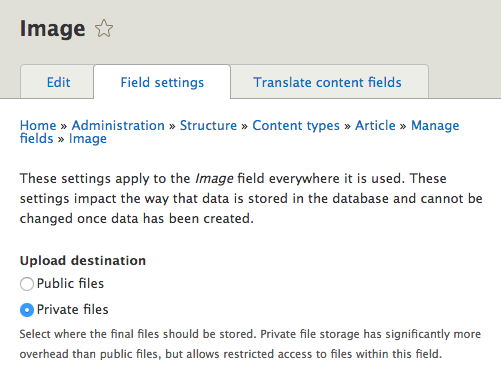 Image
Edit
Field settings
Translate content fields
Home » Administration » Structure » Content types » Article » Manage
fields » Image
These settings apply to the Image field everywhere it is used. These
settings impact the way that data is stored in the database and cannot be
changed once data has been created.
Upload destination
Public files
Private files
Select where the final files should be stored. Private file storage has significantly more
overhead than public files, but allows restricted access to files within this field.